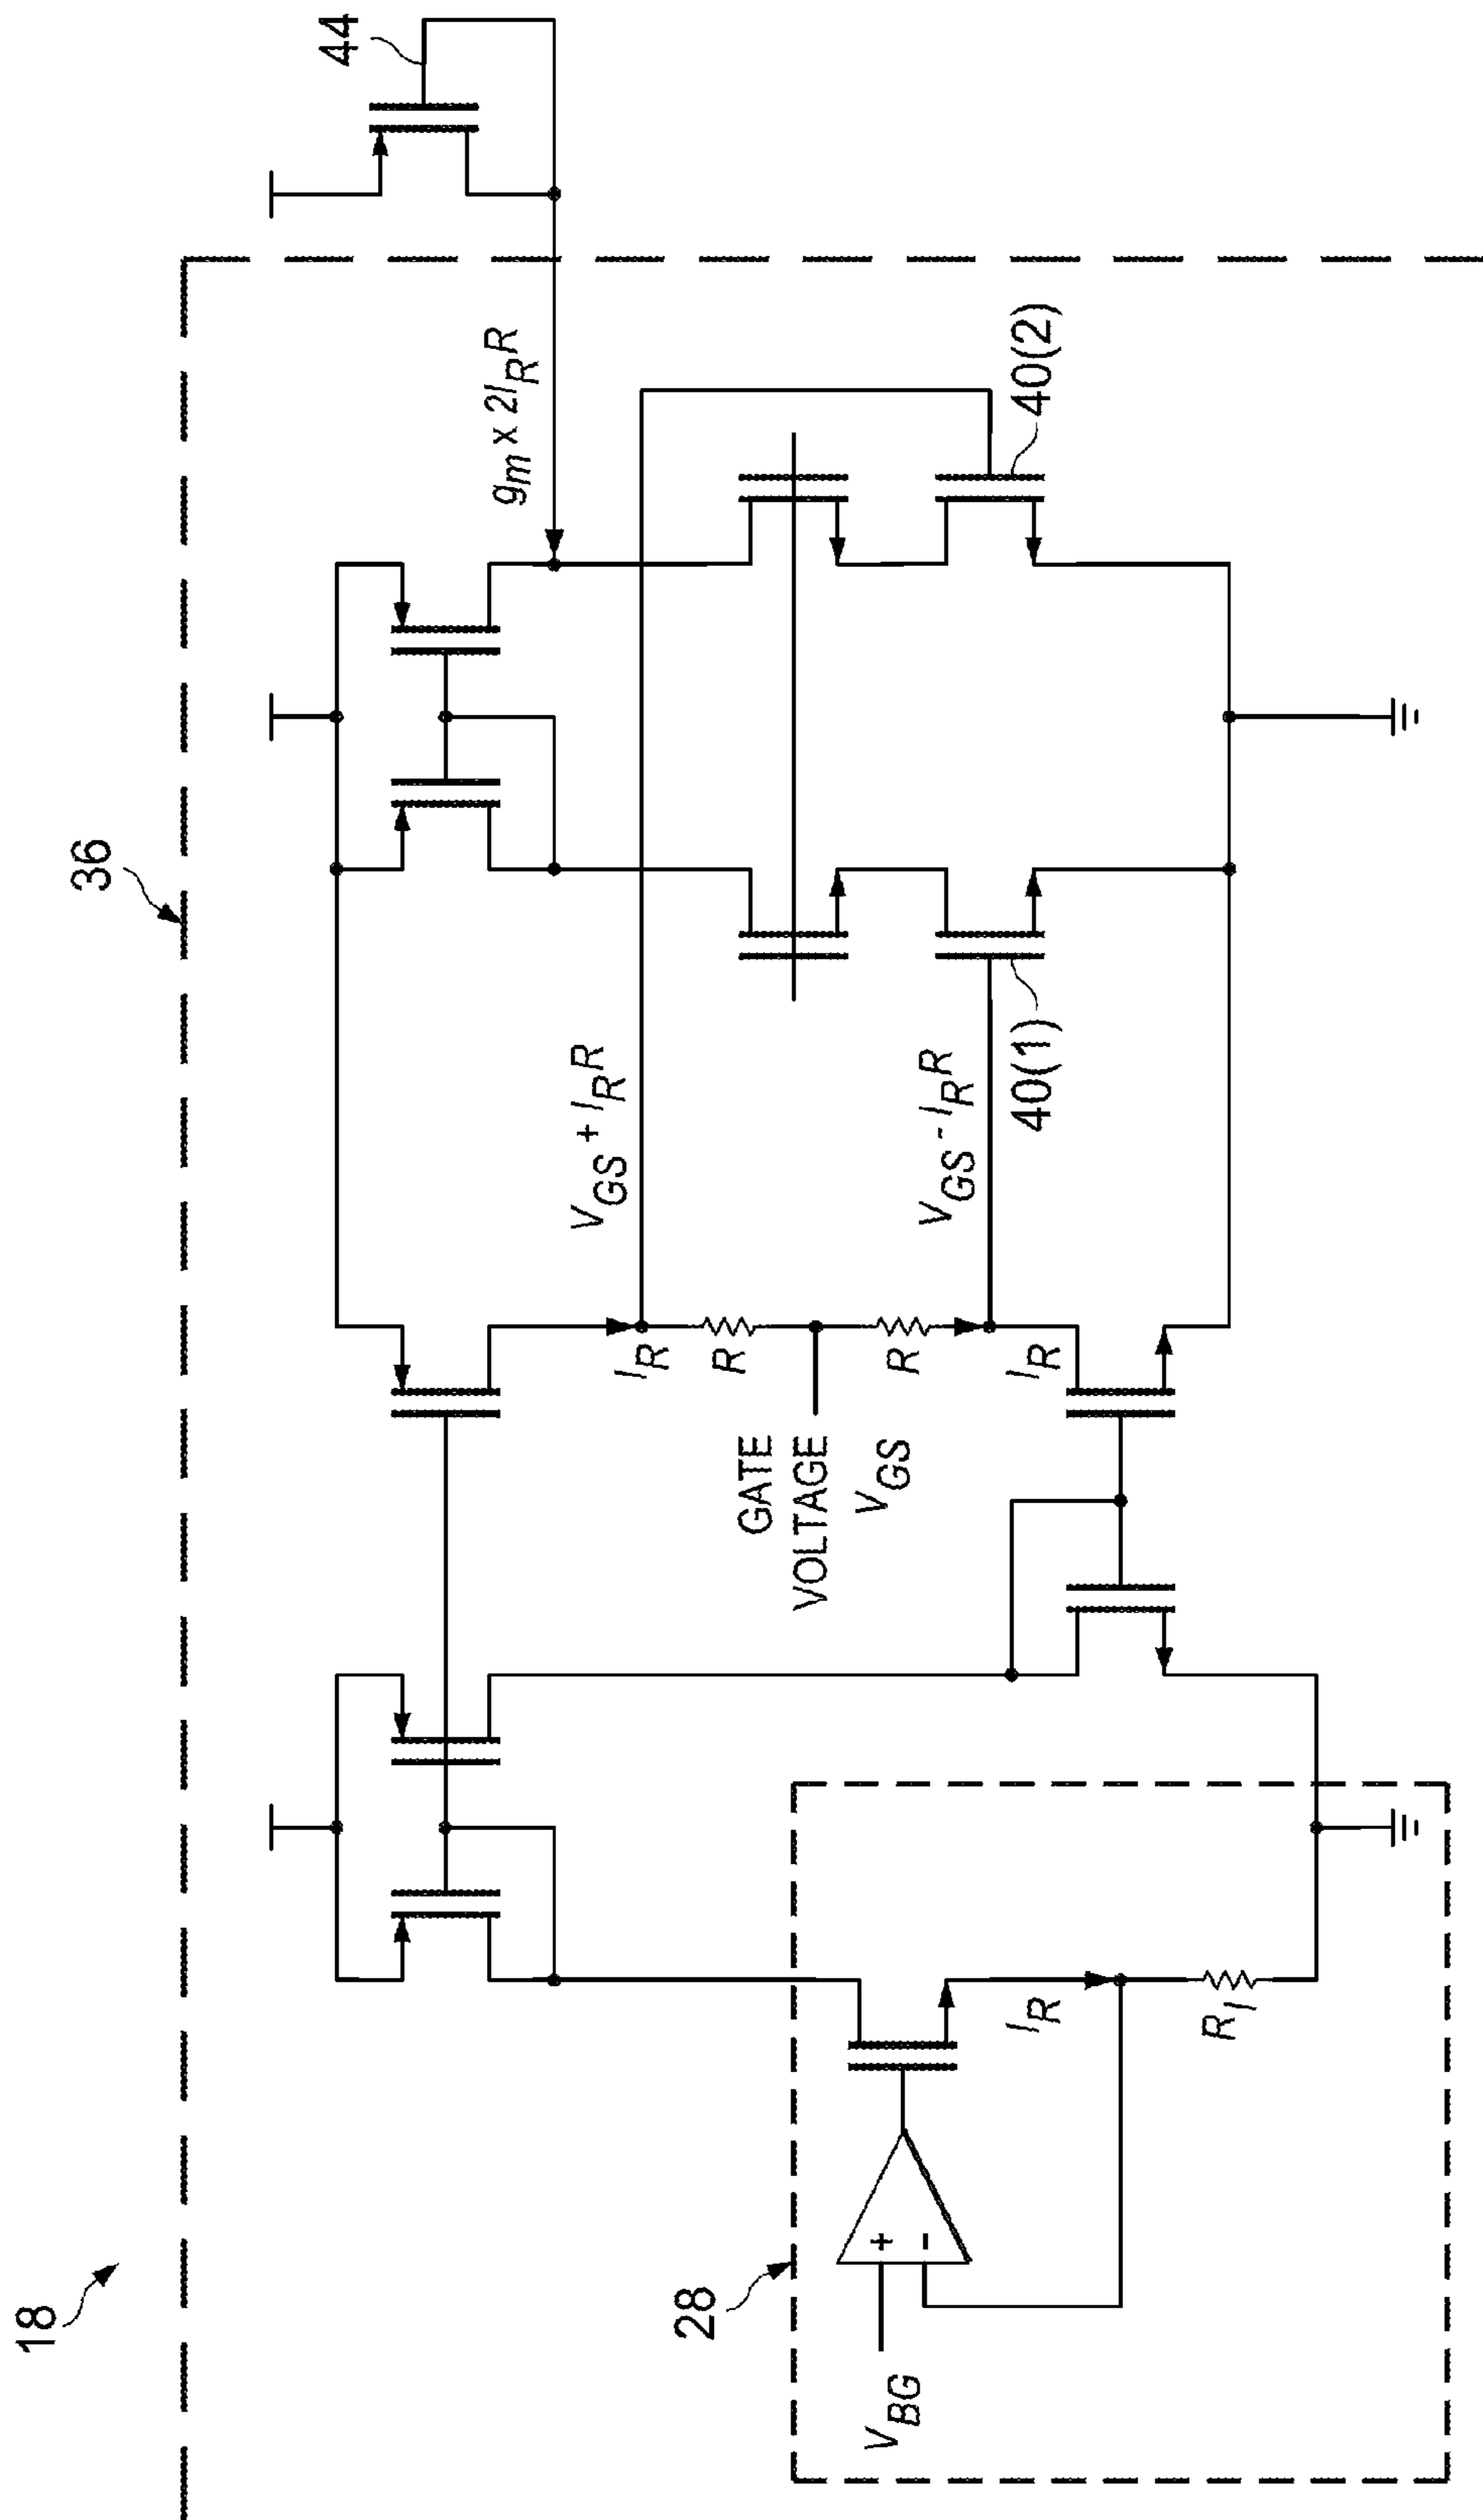 18
36
44
g_m × 2I_R R
V_GS + I_R R
V_GS - I_R R
40(1)
40(2)
I_R
R
GATE
VOLTAGE
V_GS
R
I_R
28
V_BG
+
-
I_R
R_I